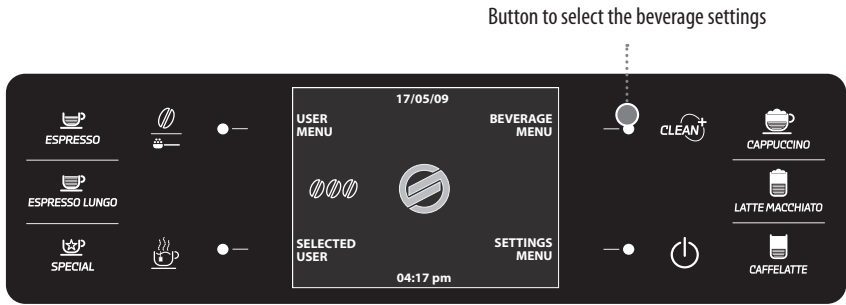 Button to select the beverage settings
17/05/09
USER
MENU
BEVERAGE
MENU
ESPRESSO
CLEAN+
CAPPUCCINO
ESPRESSO LUNGO
LATTE MACCHIATO
SELECTED
USER
SETTINGS
MENU
SPECIAL
CAFFELATTE
04:17 pm